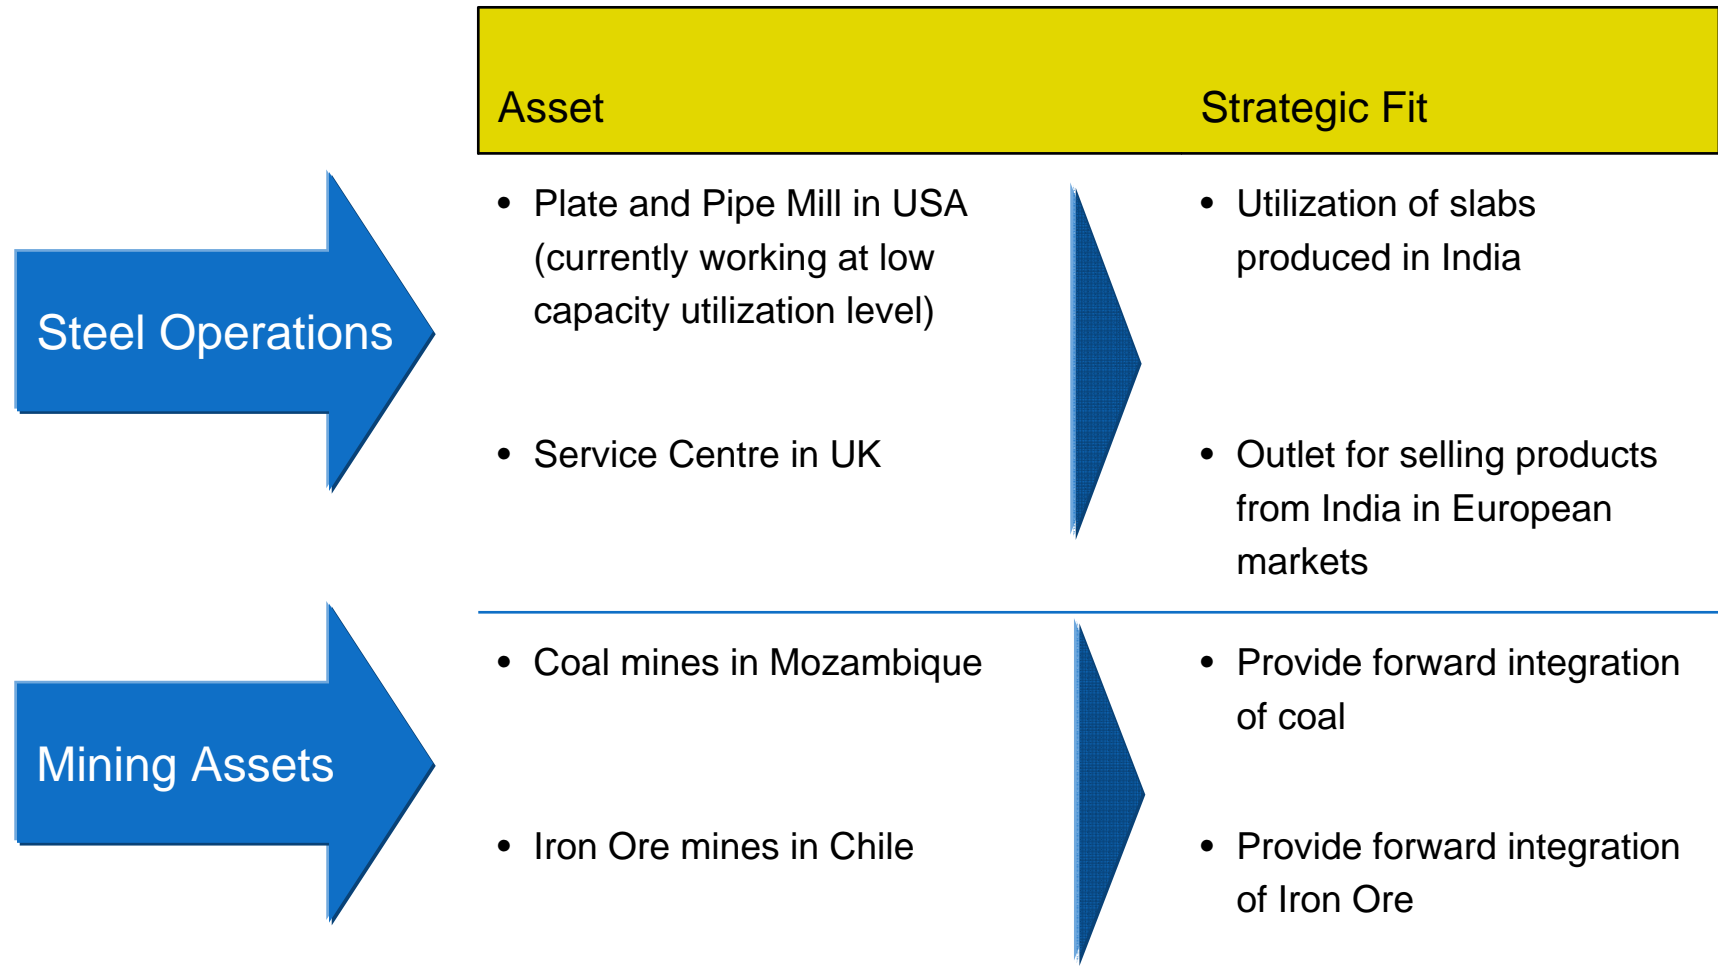 Asset
Strategic Fit
Steel Operations
• Plate and Pipe Mill in USA
(currently working at low
capacity utilization level)
• Utilization of slabs
produced in India
• Service Centre in UK
• Outlet for selling products
from India in European
markets
Mining Assets
• Coal mines in Mozambique
• Provide forward integration
of coal
• Iron Ore mines in Chile
• Provide forward integration
of Iron Ore